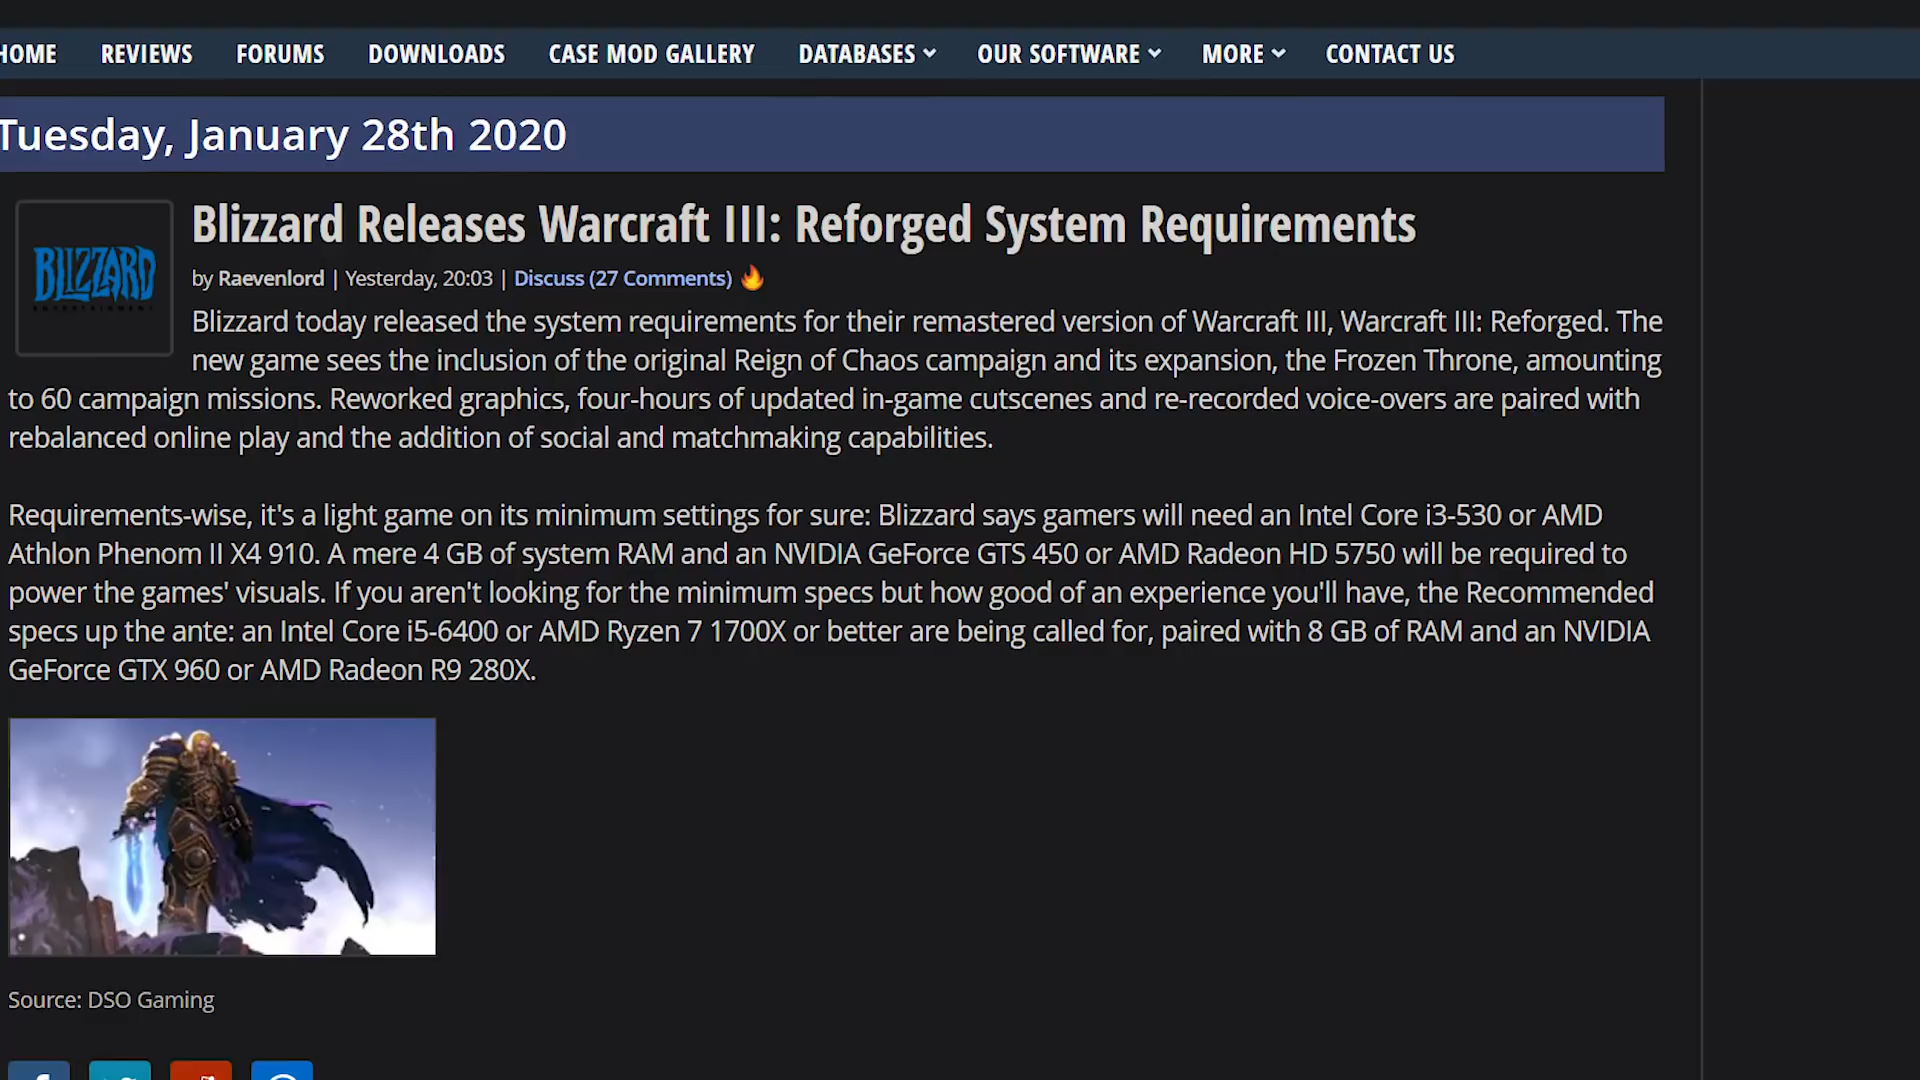 HOME REVIEWS FORUMS DOWNLOADS CASE MOD GALLERY DATABASES OUR SOFTWARE MORE CONTACT US
Tuesday, January 28th 2020
BLIZZARD
ENTERTAINMENT
Blizzard Releases Warcraft III: Reforged System Requirements
by Raevenlord | Yesterday, 20:03 | Discuss (27 Comments)
Blizzard today released the system requirements for their remastered version of Warcraft III, Warcraft III: Reforged. The
new game sees the inclusion of the original Reign of Chaos campaign and its expansion, the Frozen Throne, amounting
to 60 campaign missions. Reworked graphics, four-hours of updated in-game cutscenes and re-recorded voice-overs are paired with
rebalanced online play and the addition of social and matchmaking capabilities.
Requirements-wise, it's a light game on its minimum settings for sure: Blizzard says gamers will need an Intel Core i3-530 or AMD
Athlon Phenom II X4 910. A mere 4 GB of system RAM and an NVIDIA GeForce GTS 450 or AMD Radeon HD 5750 will be required to
power the games' visuals. If you aren't looking for the minimum specs but how good of an experience you'll have, the Recommended
specs up the ante: an Intel Core i5-6400 or AMD Ryzen 7 1700X or better are being called for, paired with 8 GB of RAM and an NVIDIA
GeForce GTX 960 or AMD Radeon R9 280X.
Source: DSO Gaming